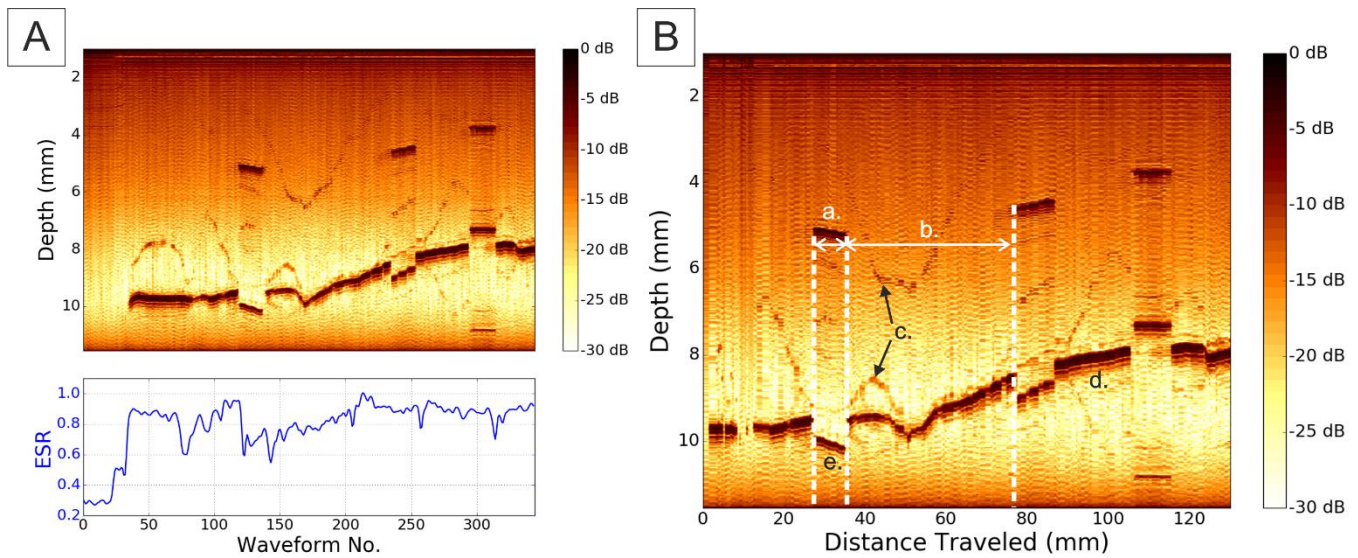 A
0 dB
-5 dB
-10 dB
-15 dB
-20 dB
-25 dB
-30 dB
2
4
6
8
10
Depth (mm)
1.0
0.8
0.6
0.4
0.2
ESR
0 50 100 150 200 250 300
Waveform No.
B
0 dB
-5 dB
-10 dB
-15 dB
-20 dB
-25 dB
-30 dB
2
4
6
8
10
Depth (mm)
a.
b.
c.
d.
e.
0 20 40 60 80 100 120
Distance Traveled (mm)